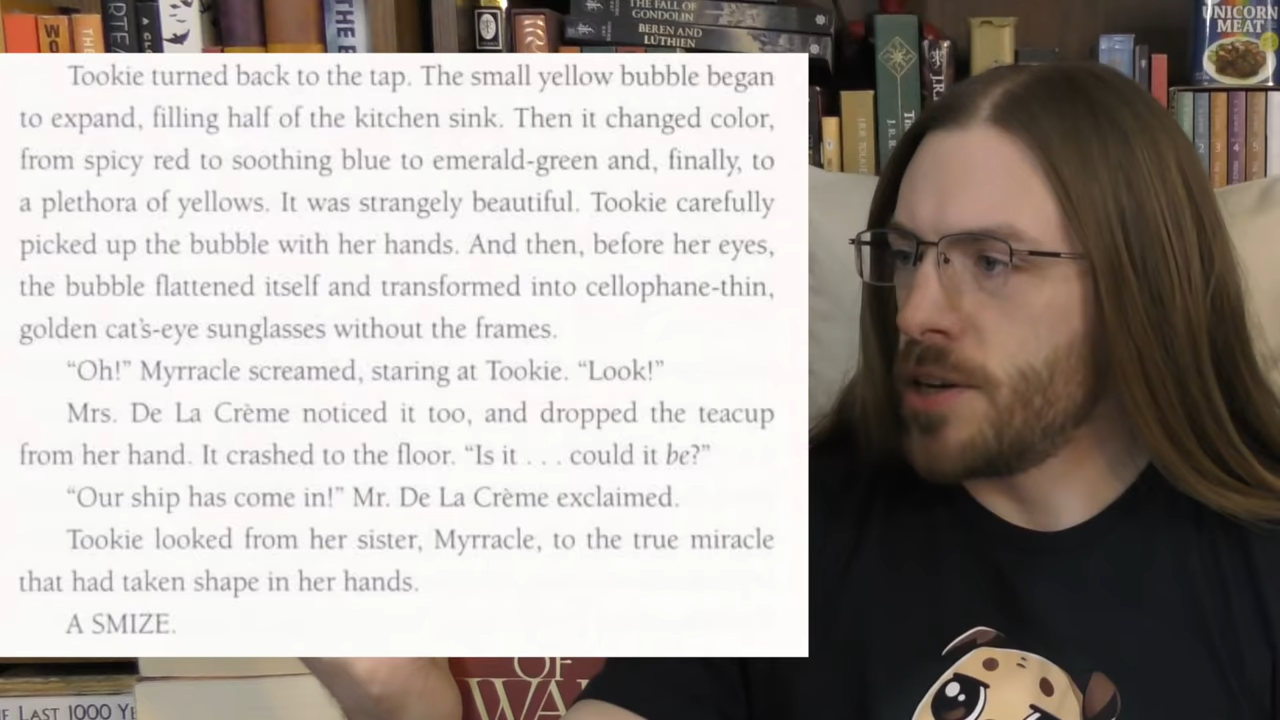 THE FALL OF
GONDOLIN
BEREN AND
LÚTHIEN
UNICORN
MEAT
Tookie turned back to the tap. The small yellow bubble began
to expand, filling half of the kitchen sink. Then it changed color,
from spicy red to soothing blue to emerald-green and, finally, to
a plethora of yellows. It was strangely beautiful. Tookie carefully
picked up the bubble with her hands. And then, before her eyes,
the bubble flattened itself and transformed into cellophane-thin,
golden cat's-eye sunglasses without the frames.
“Oh!” Myrracle screamed, staring at Tookie. “Look!”
Mrs. De La Crème noticed it too, and dropped the teacup
from her hand. It crashed to the floor. “Is it . . . could it be?”
“Our ship has come in!” Mr. De La Crème exclaimed.
Tookie looked from her sister, Myrracle, to the true miracle
that had taken shape in her hands.
A SMIZE.
OF
WA
LAST 1000 YE